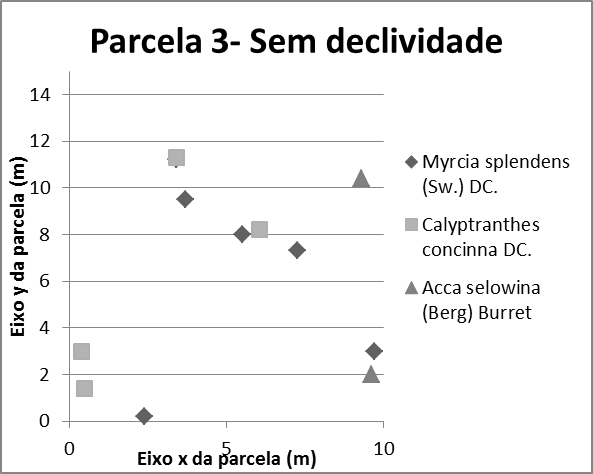 Parcela 3- Sem declividade
Eixo y da parcela (m)
14
12
10
8
6
4
2
0
0
5
10
Eixo x da parcela (m)
Myrcia splendens
(Sw.) DC.
Calyptranthes
concinna DC.
Acca selowina
(Berg) Burret